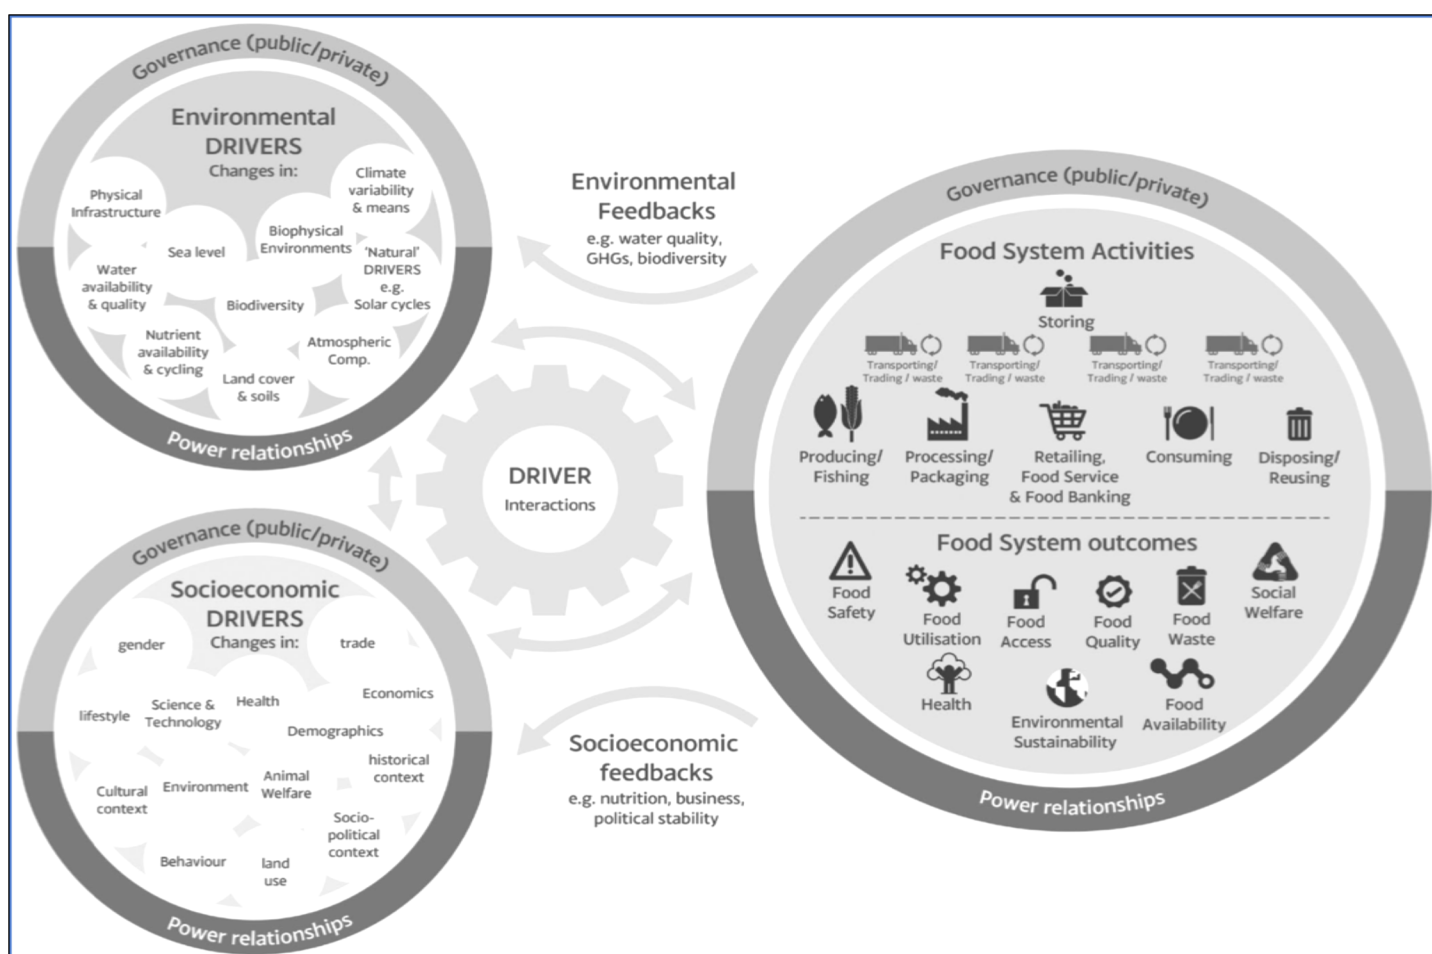 Governance (public/private)
Environmental
DRIVERS
Changes in:
Physical
Infrastructure
Sea level
Biophysical
Environments
Climate
variability
& means
Water
availability
& quality
Biodiversity
'Natural'
DRIVERS
e.g.
Solar cycles
Nutrient
availability
& cycling
Land cover
& soils
Atmospheric
Comp.
Power relationships
Governance (public/private)
Socioeconomic
DRIVERS
Changes in:
gender
trade
lifestyle
Science &
Technology
Health
Economics
Demographics
Cultural
context
Environment
Animal
Welfare
historical
context
Socio-
political
context
Behaviour
land
use
Power relationships
Environmental
Feedbacks
e.g. water quality,
GHGs, biodiversity
DRIVER
Interactions
Socioeconomic
feedbacks
e.g. nutrition, business,
political stability
Governance (public/private)
Food System Activities
Storing
Transporting/
Trading / waste
Transporting/
Trading / waste
Transporting/
Trading / waste
Transporting/
Trading / waste
Producing/
Fishing
Processing/
Packaging
Retailing,
Food Service
& Food Banking
Consuming
Disposing/
Reusing
Food System outcomes
Food
Safety
Food
Utilisation
Food
Access
Food
Quality
Food
Waste
Social
Welfare
Health
Environmental
Sustainability
Food
Availability
Power relationships